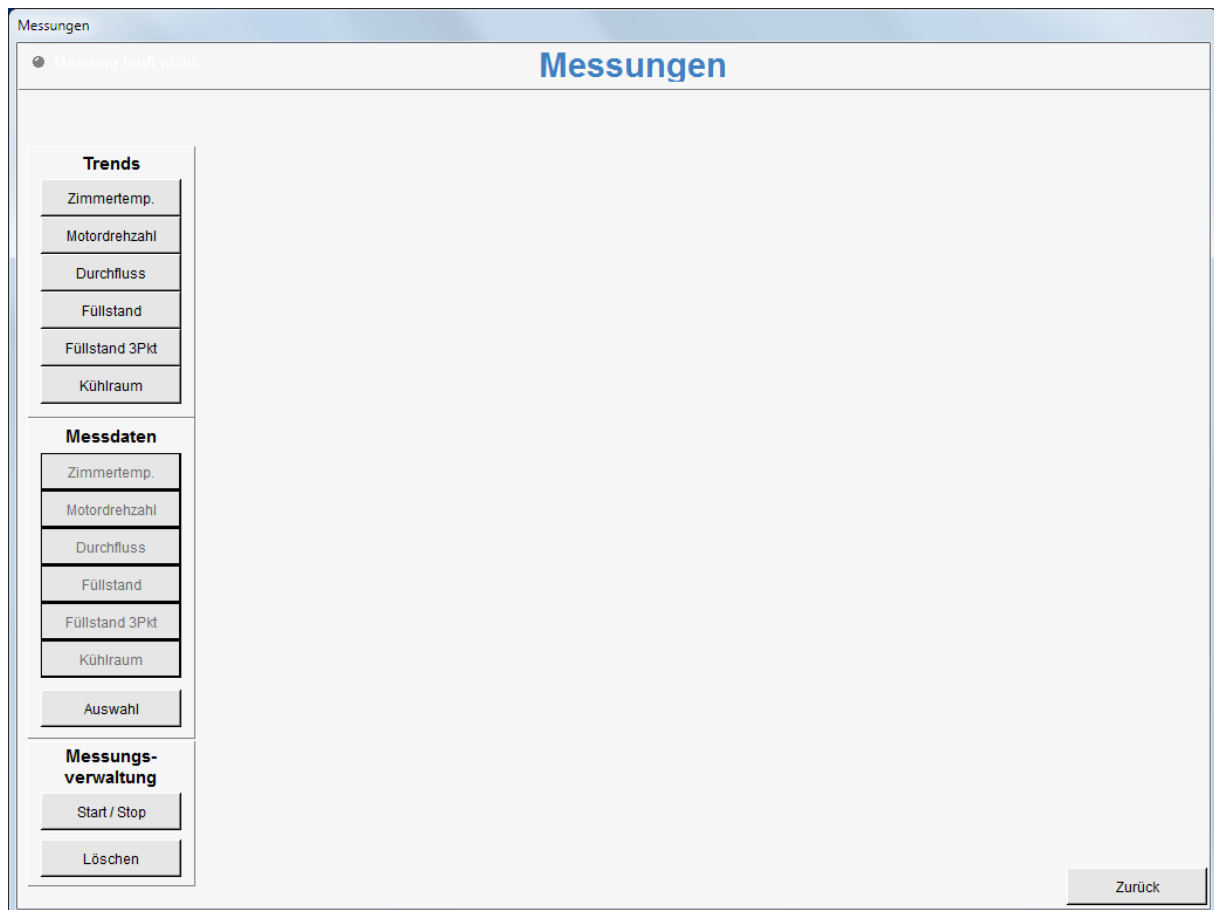 Messungen
Messung läuft nicht.
Messungen
Trends
Zimmertemp.
Motordrehzahl
Durchfluss
Füllstand
Füllstand 3Pkt
Kühlraum
Messdaten
Zimmertemp.
Motordrehzahl
Durchfluss
Füllstand
Füllstand 3Pkt
Kühlraum
Auswahl
Messungs-
verwaltung
Start / Stop
Löschen
Zurück